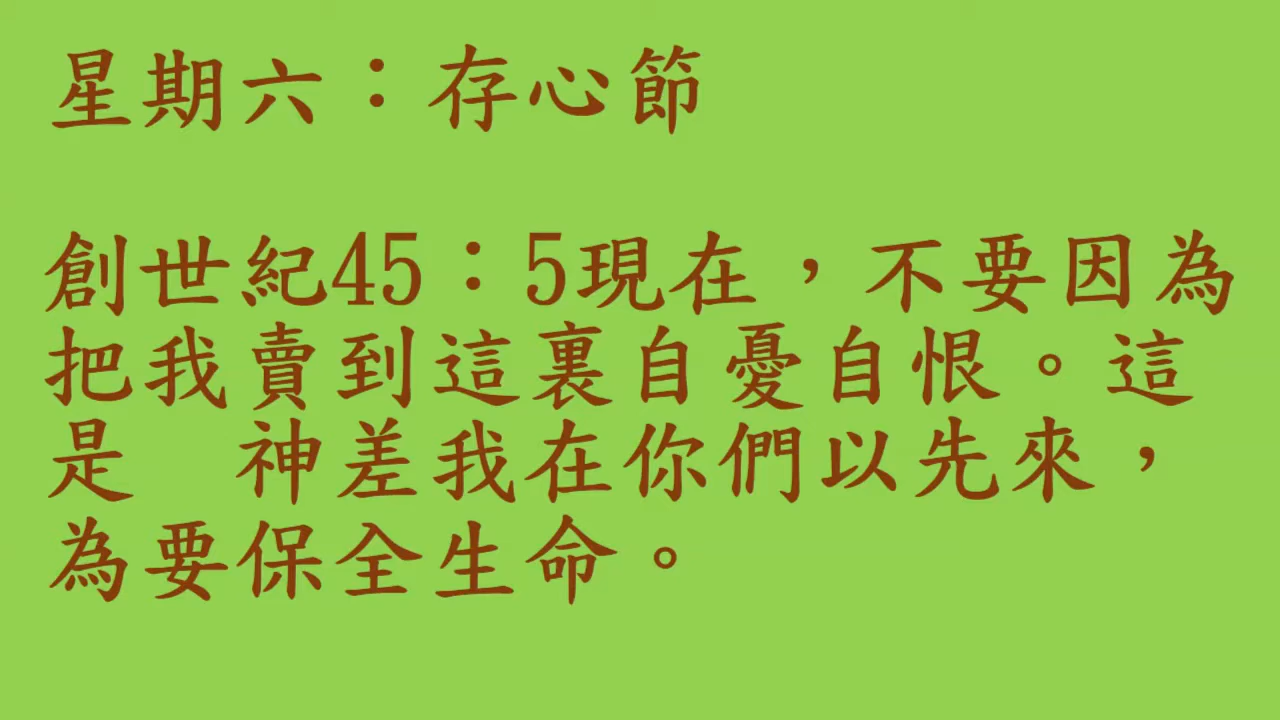 星期六：存心節
創世紀45：5現在，不要因為
把我賣到這裏自憂自恨。這
是　神差我在你們以先來，
為要保全生命。